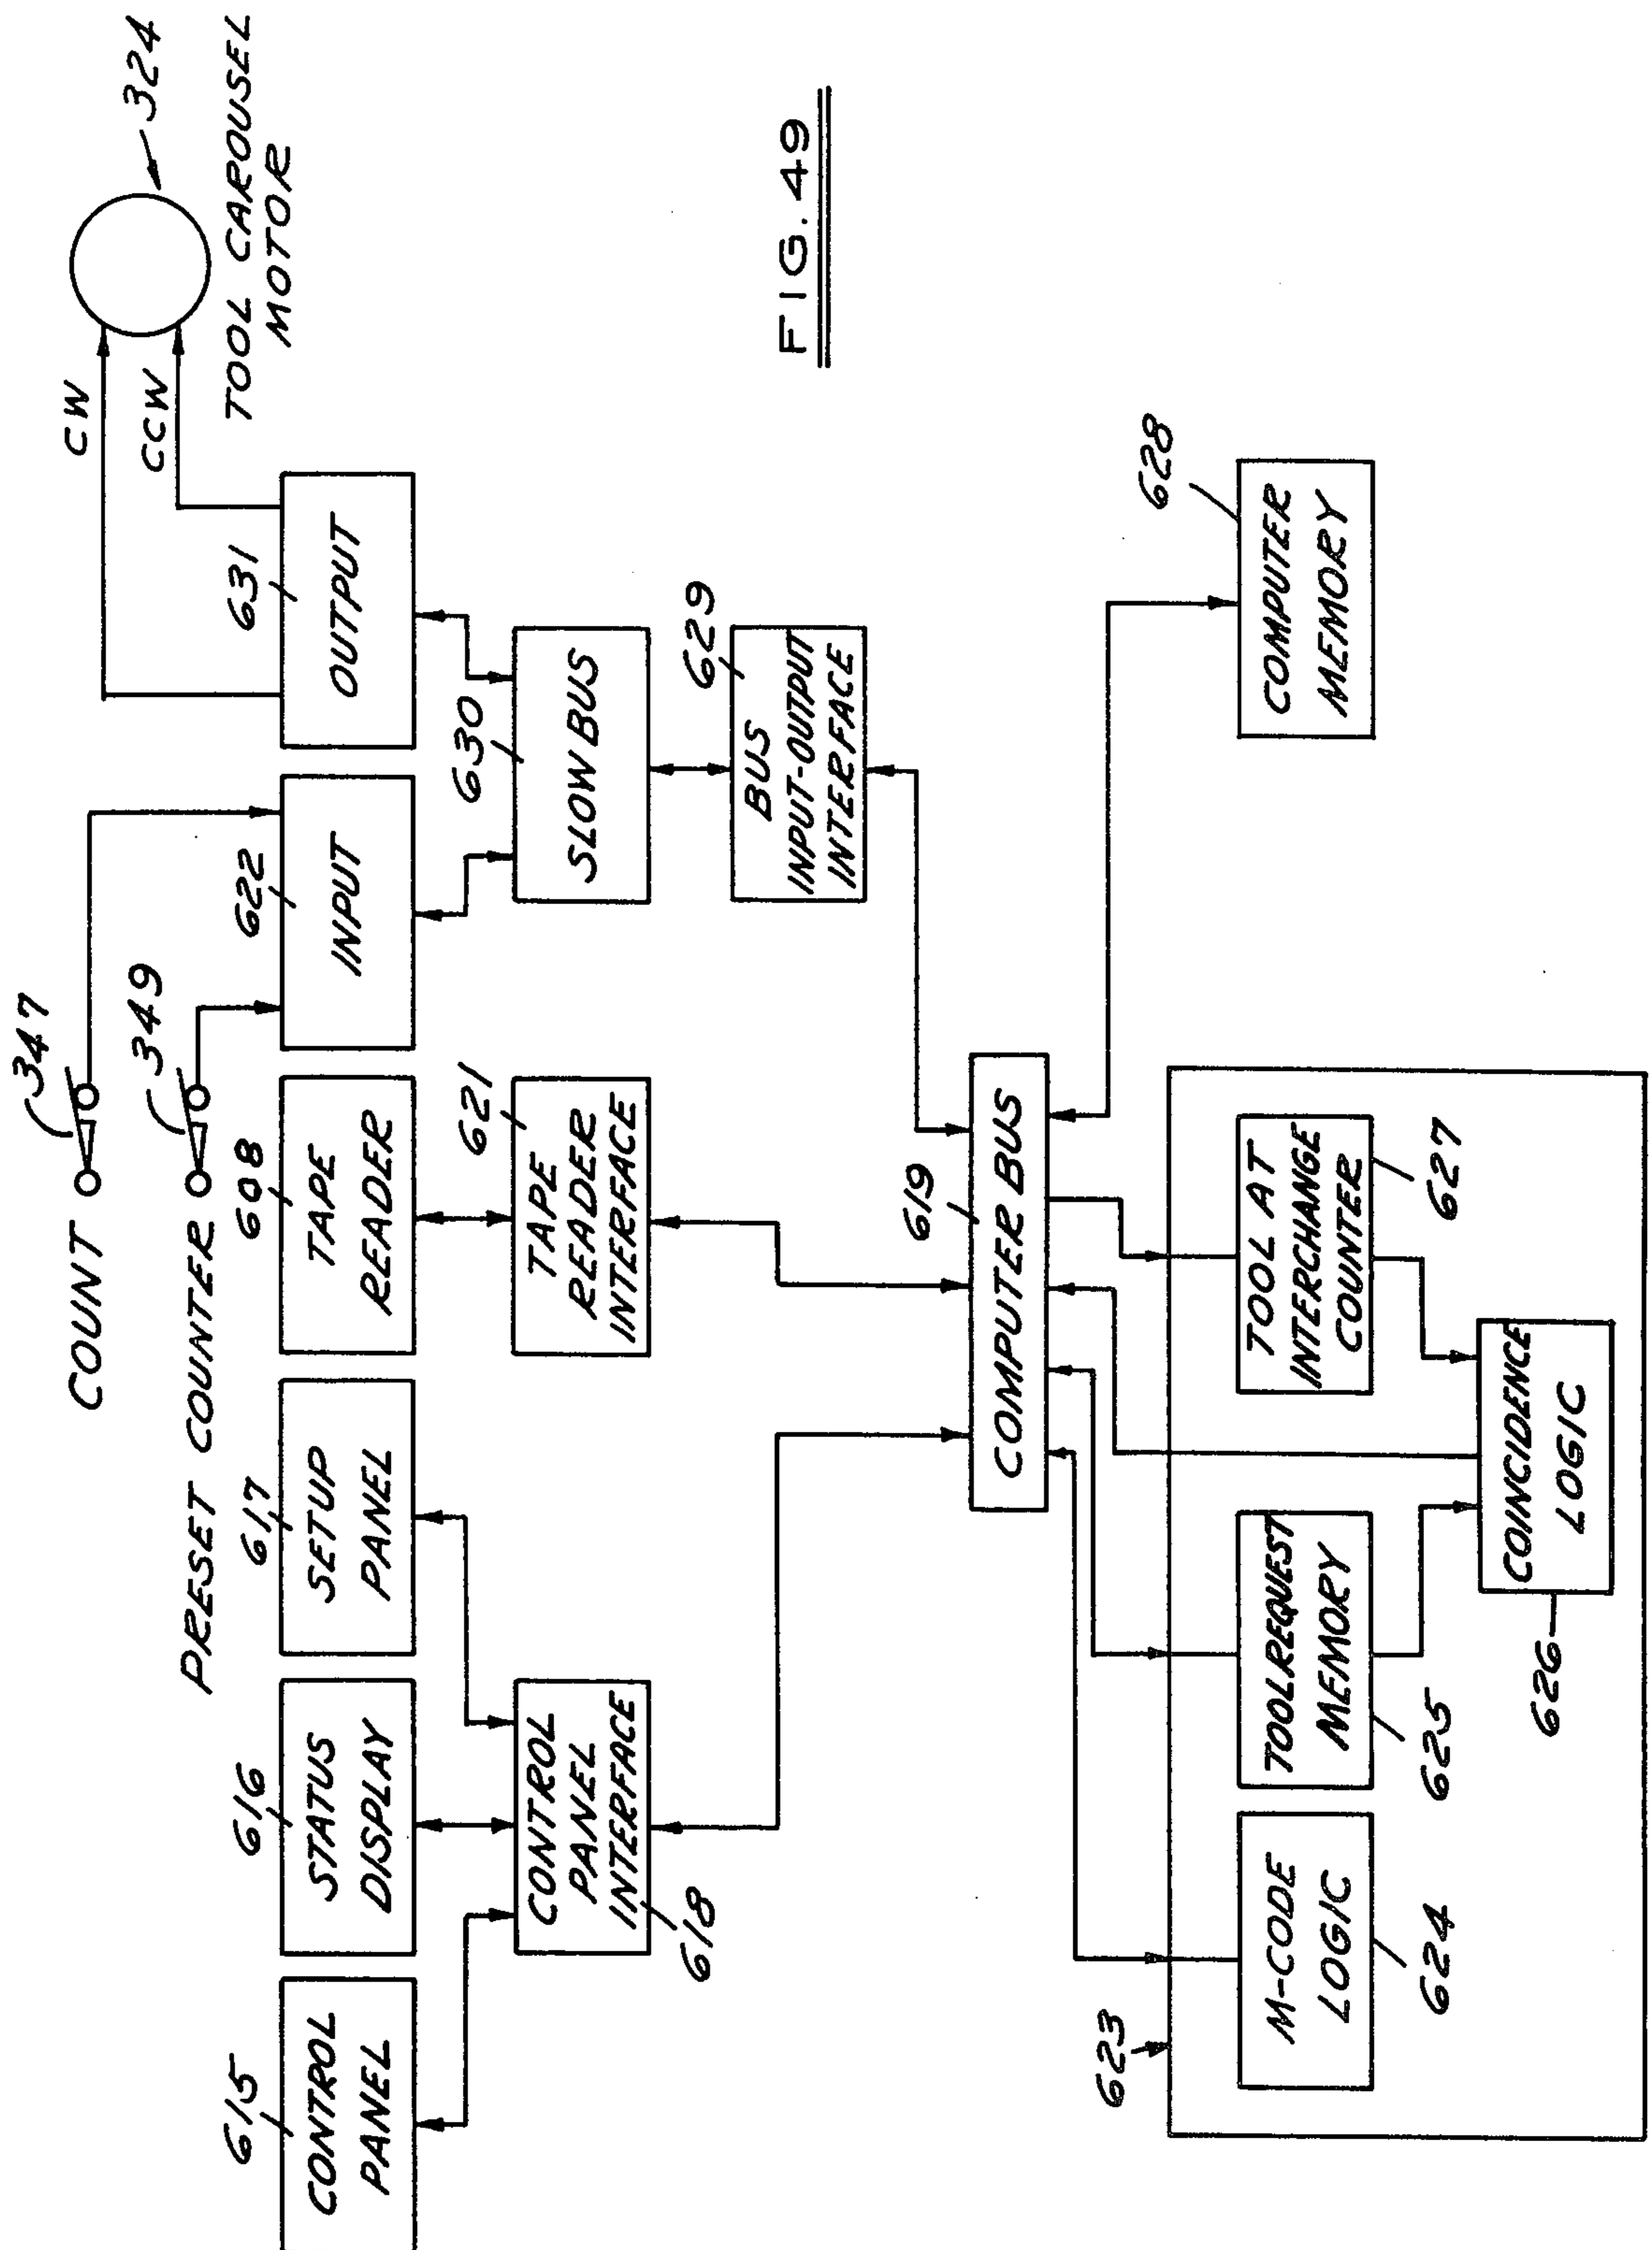 COUNT
347
PRESET COUNTER
349
CW
CCW
324
TOOL CAROUSEL
MOTOR
615
CONTROL
PANEL
616
STATUS
DISPLAY
617
SETUP
PANEL
608
TAPE
READER
622
INPUT
631
OUTPUT
CONTROL
PANEL
INTERFACE
618
621
TAPE
READER
INTERFACE
630
SLOW BUS
629
BUS
INPUT-OUTPUT
INTERFACE
FIG. 49
619
COMPUTER BUS
623
M-CODE
LOGIC
624
TOOL REQUEST
MEMORY
625
TOOL AT
INTERCHANGE
COUNTER
627
COINCIDENCE
LOGIC
626
628
COMPUTER
MEMORY